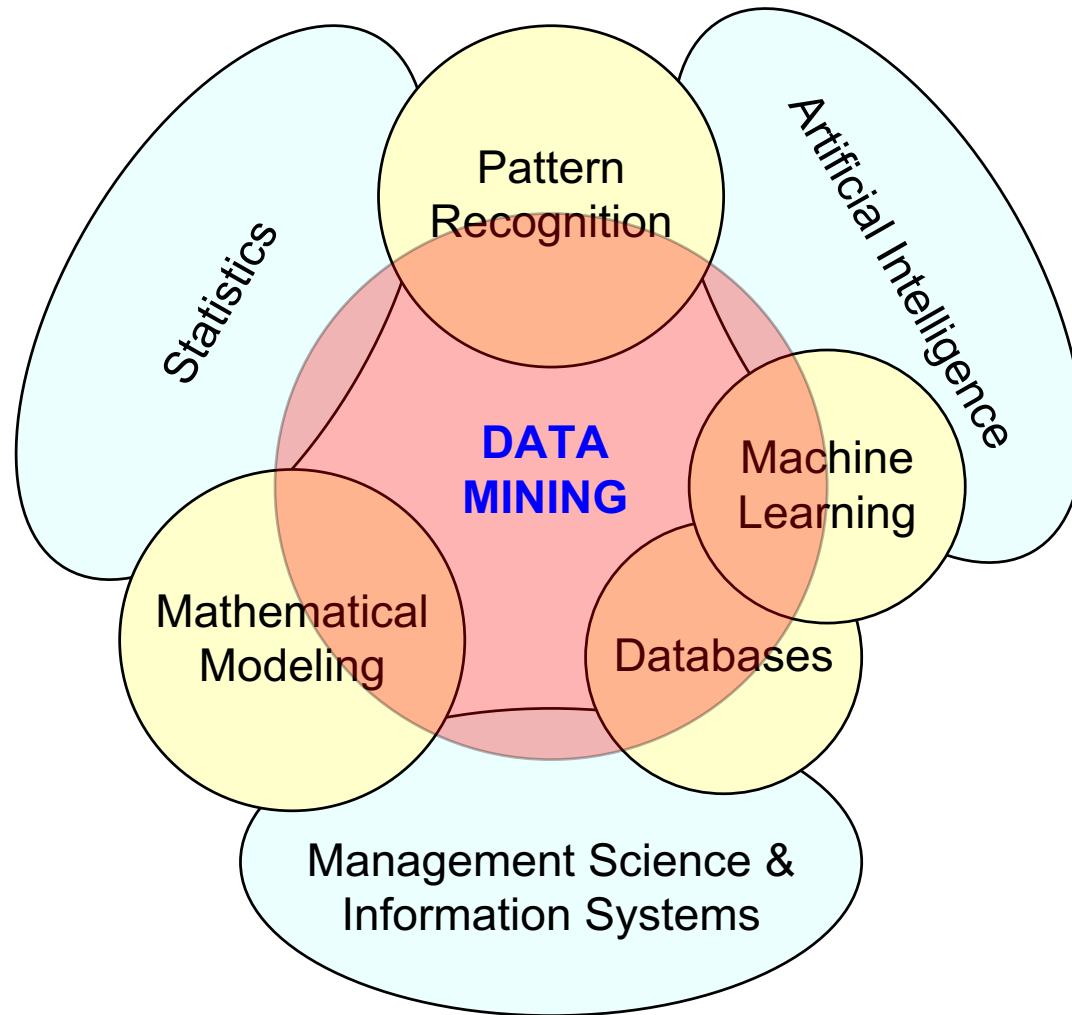 Pattern
Recognition
Artificial Intelligence
Statistics
DATA
MINING
Machine
Learning
Mathematical
Modeling
Databases
Management Science &
Information Systems